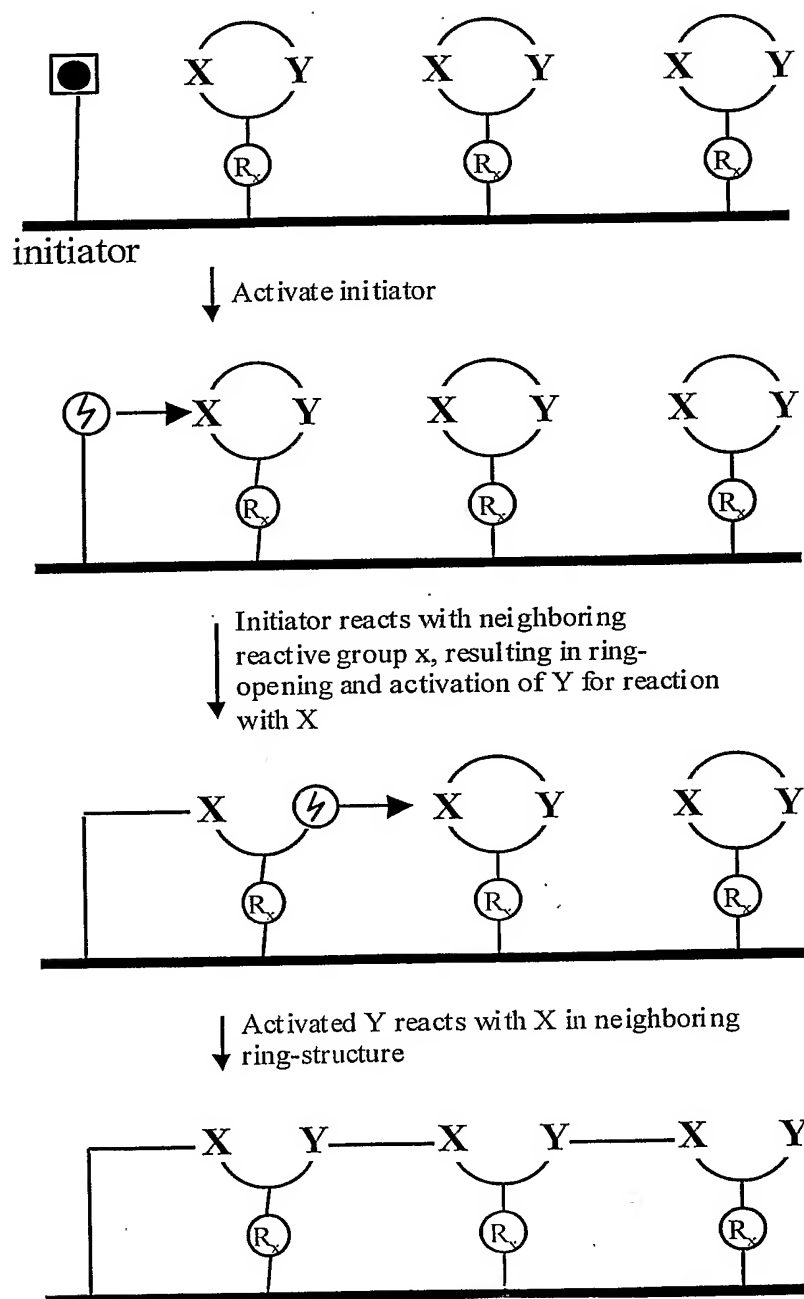 X Y X Y X Y
Rx Rx Rx
initiator
Activate initiator
X Y X Y X Y
Rx Rx Rx
Initiator reacts with neighboring
reactive group x, resulting in ring-
opening and activation of Y for reaction
with X
X X Y X Y
Rx Rx Rx
Activated Y reacts with X in neighboring
ring-structure
X Y X Y X Y
Rx Rx Rx